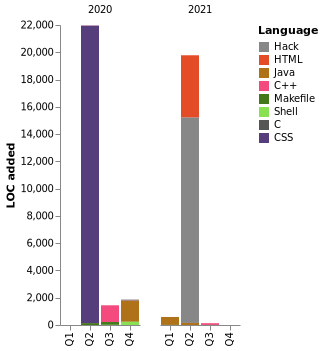 2020
2021
LOC added
22,000
20,000
18,000
16,000
14,000
12,000
10,000
8,000
6,000
4,000
2,000
0
Q1
Q2
Q3
Q4
Q1
Q2
Q3
Q4
Language
Hack
HTML
Java
C++
Makefile
Shell
C
CSS